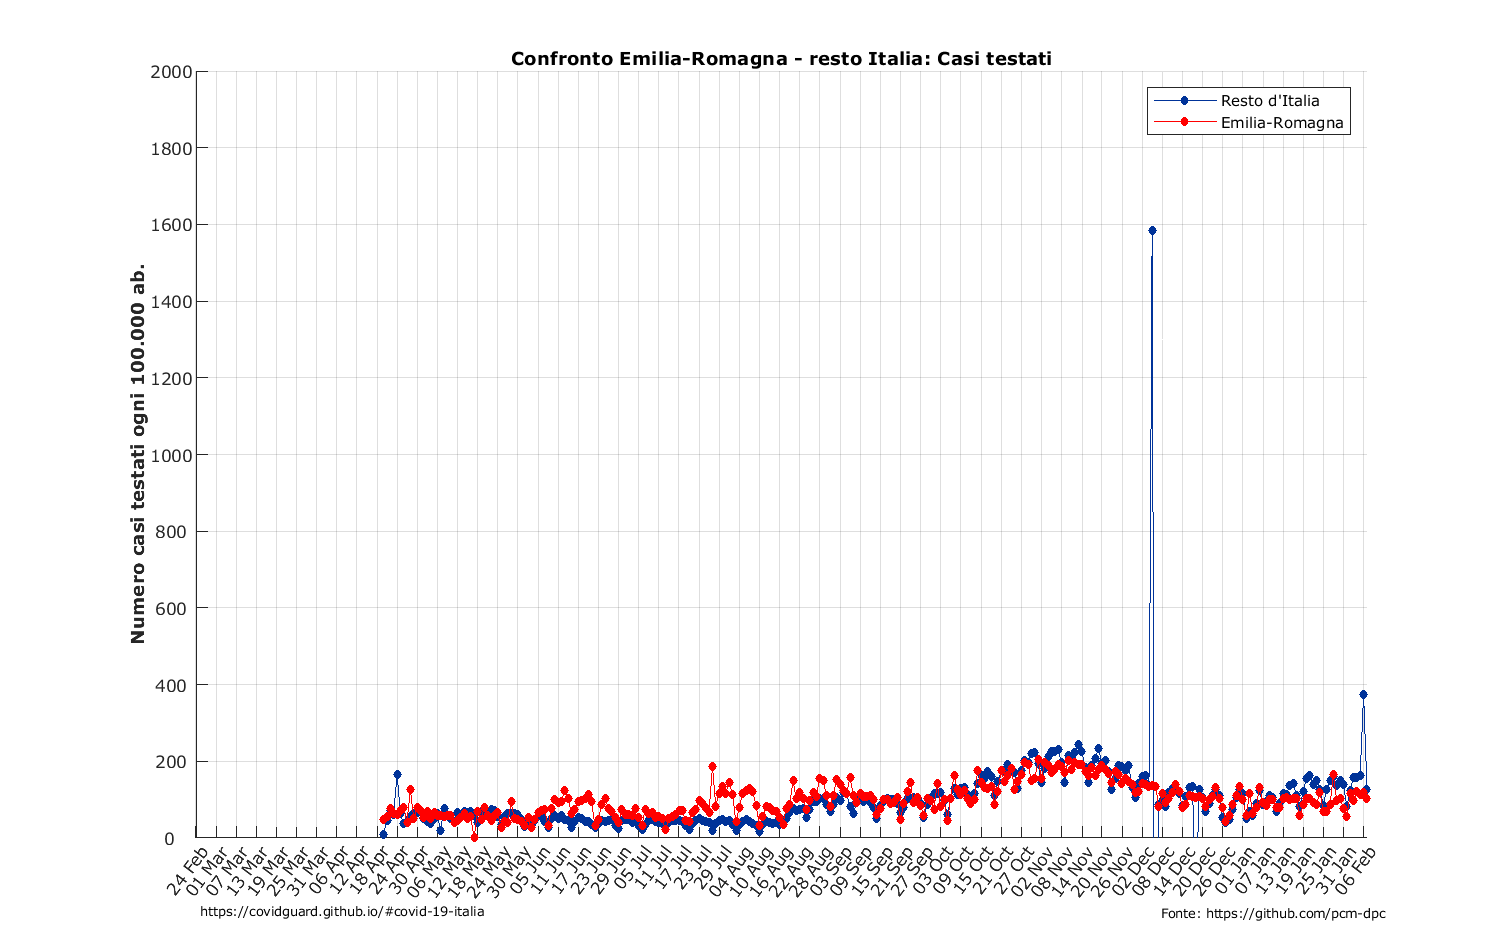 Confronto Emilia-Romagna - resto Italia: Casi testati
Resto d'Italia
Emilia-Romagna
Numero casi testati ogni 100.000 ab.
2000
1800
1600
1400
1200
1000
800
600
400
200
0
24 Feb
01 Mar
07 Mar
13 Mar
19 Mar
25 Mar
31 Mar
06 Apr
12 Apr
18 Apr
24 Apr
30 Apr
06 May
12 May
18 May
24 May
30 May
05 Jun
11 Jun
17 Jun
23 Jun
29 Jun
05 Jul
11 Jul
17 Jul
23 Jul
29 Jul
04 Aug
10 Aug
16 Aug
22 Aug
28 Aug
03 Sep
09 Sep
15 Sep
21 Sep
27 Sep
03 Oct
09 Oct
15 Oct
21 Oct
27 Oct
02 Nov
08 Nov
14 Nov
20 Nov
26 Nov
02 Dec
08 Dec
14 Dec
20 Dec
26 Dec
01 Jan
07 Jan
13 Jan
19 Jan
25 Jan
31 Jan
06 Feb
https://covidguard.github.io/#covid-19-italia
Fonte: https://github.com/pcm-dpc